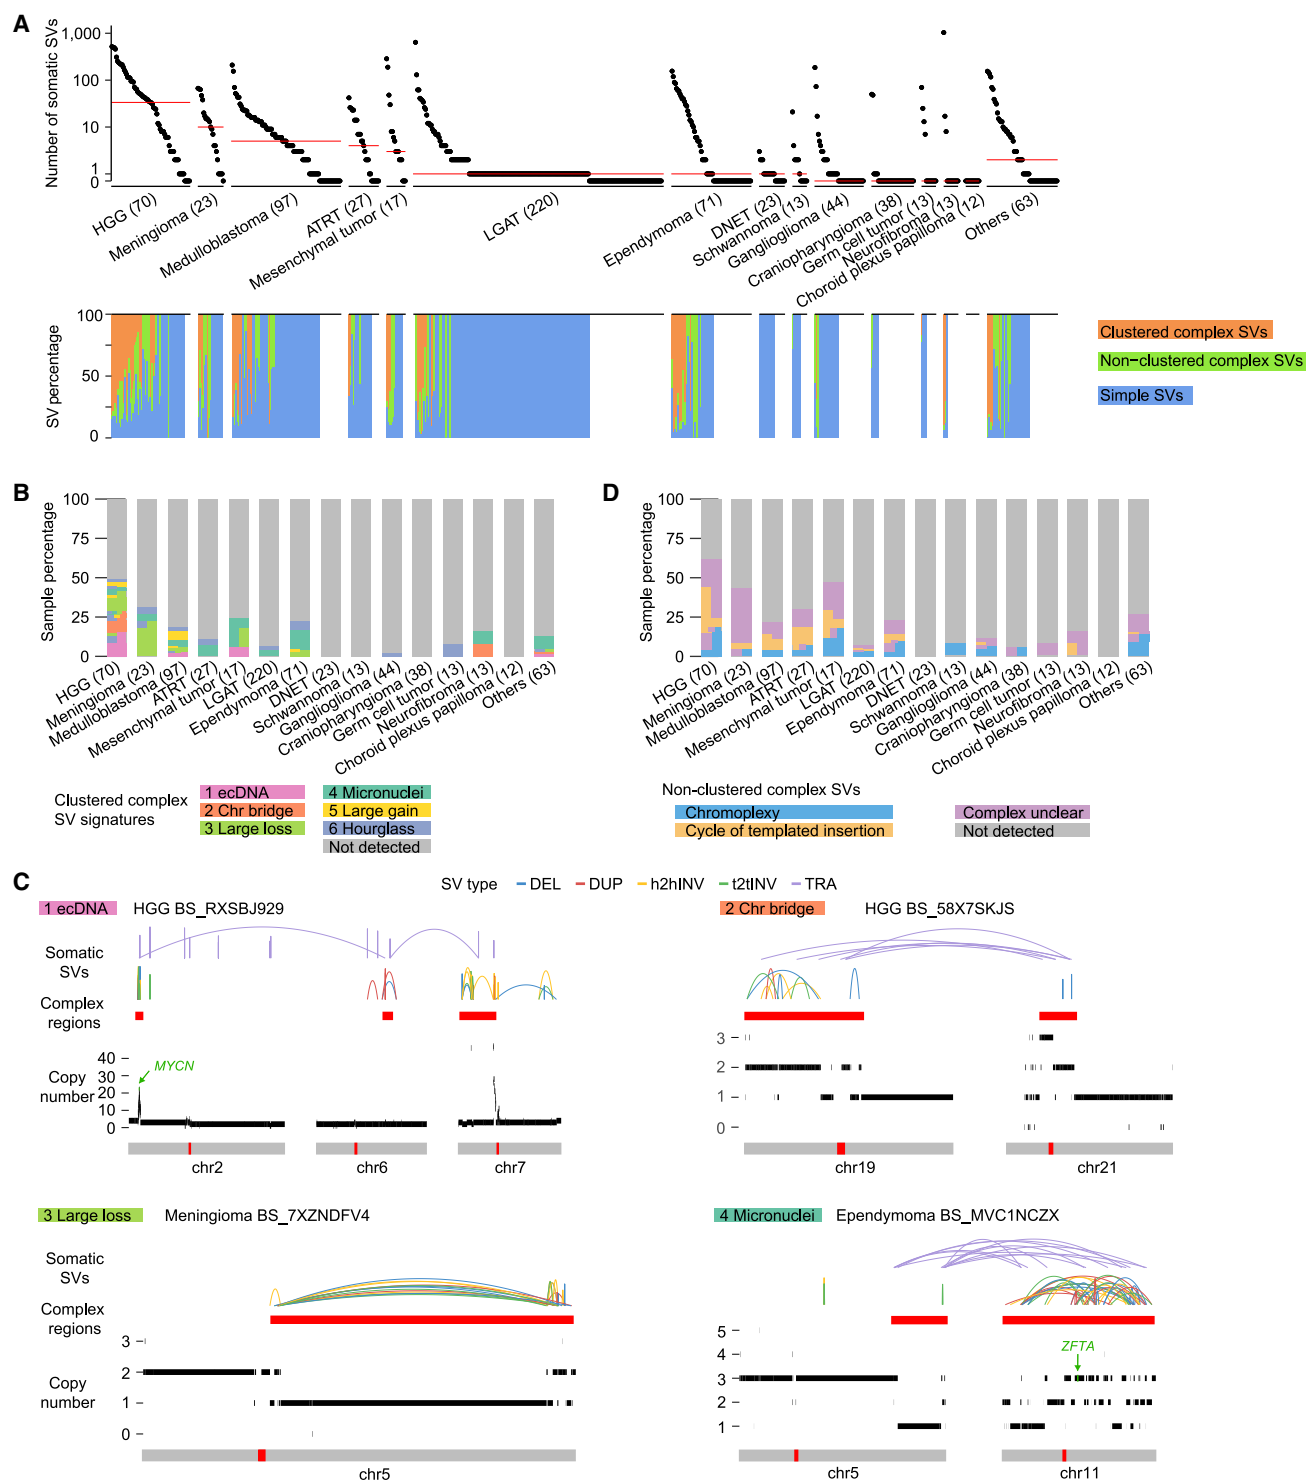 A
Number of somatic SVs
1,000
100
10
1
0
HGG (70)
Meningioma (23)
Medulloblastoma (97)
ATRT (27)
Mesenchymal tumor (17)
LGAT (220)
Ependymoma (71)
DNET (23)
Schwannoma (13)
Ganglioglioma (44)
Craniopharyngioma (38)
Germ cell tumor (13)
Neurofibroma (13)
Choroid plexus papilloma (12)
Others (63)
SV percentage
100
50
0
Clustered complex SVs
Non-clustered complex SVs
Simple SVs
B
Sample percentage
100
75
50
25
0
HGG (70)
Meningioma (23)
Medulloblastoma (97)
ATRT (27)
Mesenchymal tumor (17)
LGAT (220)
Ependymoma (71)
DNET (23)
Schwannoma (13)
Ganglioglioma (44)
Craniopharyngioma (38)
Germ cell tumor (13)
Neurofibroma (13)
Choroid plexus papilloma (12)
Others (63)
Clustered complex
SV signatures
1 ecDNA
2 Chr bridge
3 Large loss
4 Micronuclei
5 Large gain
6 Hourglass
Not detected
D
Sample percentage
100
75
50
25
0
HGG (70)
Meningioma (23)
Medulloblastoma (97)
ATRT (27)
Mesenchymal tumor (17)
LGAT (220)
Ependymoma (71)
DNET (23)
Schwannoma (13)
Ganglioglioma (44)
Craniopharyngioma (38)
Germ cell tumor (13)
Neurofibroma (13)
Choroid plexus papilloma (12)
Others (63)
Non-clustered complex SVs
Chromoplexy
Cycle of templated insertion
Complex unclear
Not detected
C
SV type DEL DUP h2hINV t2tINV TRA
1 ecDNA HGG BS_RXSBJ929
Somatic
SVs
Complex
regions
Copy
number
40
30
20
10
0
MYCN
chr2
chr6
chr7
2 Chr bridge HGG BS_58X7SKJS
3
2
1
0
chr19
chr21
3 Large loss Meningioma BS_7XZNDFV4
Somatic
SVs
Complex
regions
Copy
number
3
2
1
0
chr5
4 Micronuclei Ependymoma BS_MVC1NCZX
5
4
3
2
1
ZFTA
chr5
chr11